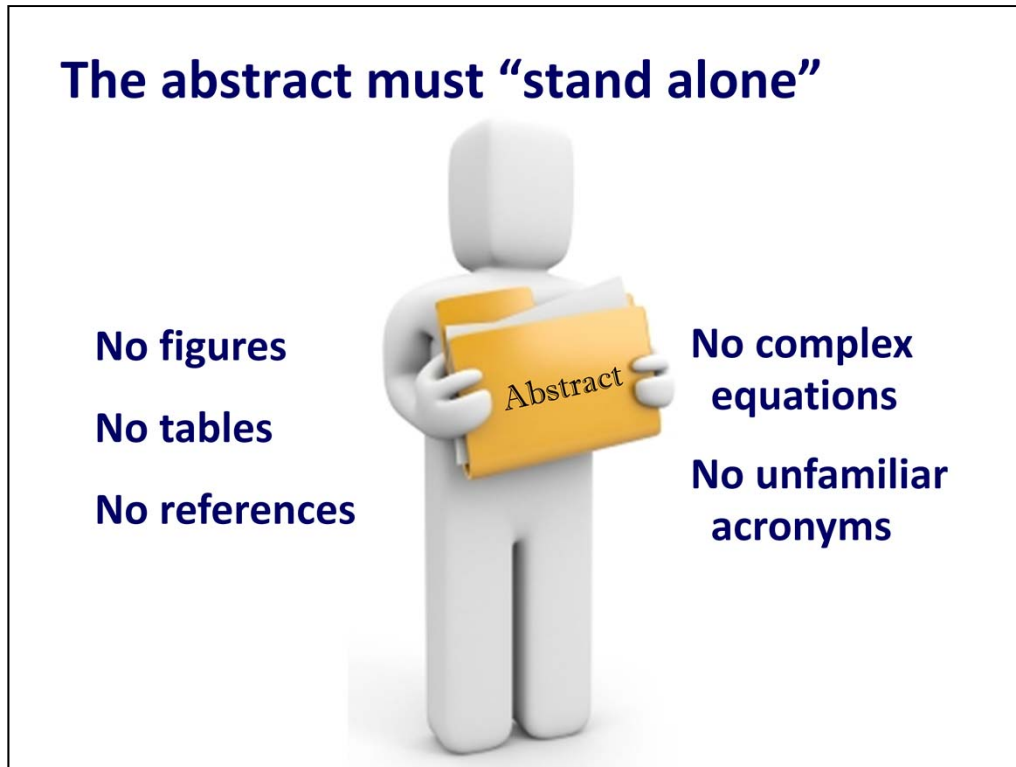 The abstract must “stand alone”
No figures
No tables
No references
Abstract
No complex
equations
No unfamiliar
acronyms